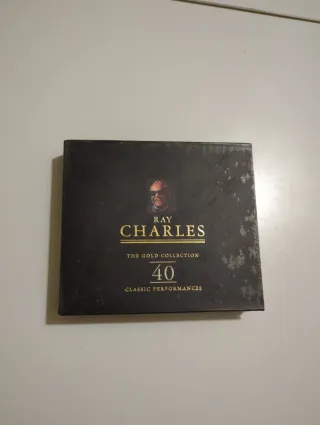 RAY
CHARLES
THE GOLD COLLECTION
40
CLASSIC PERFORMANCES